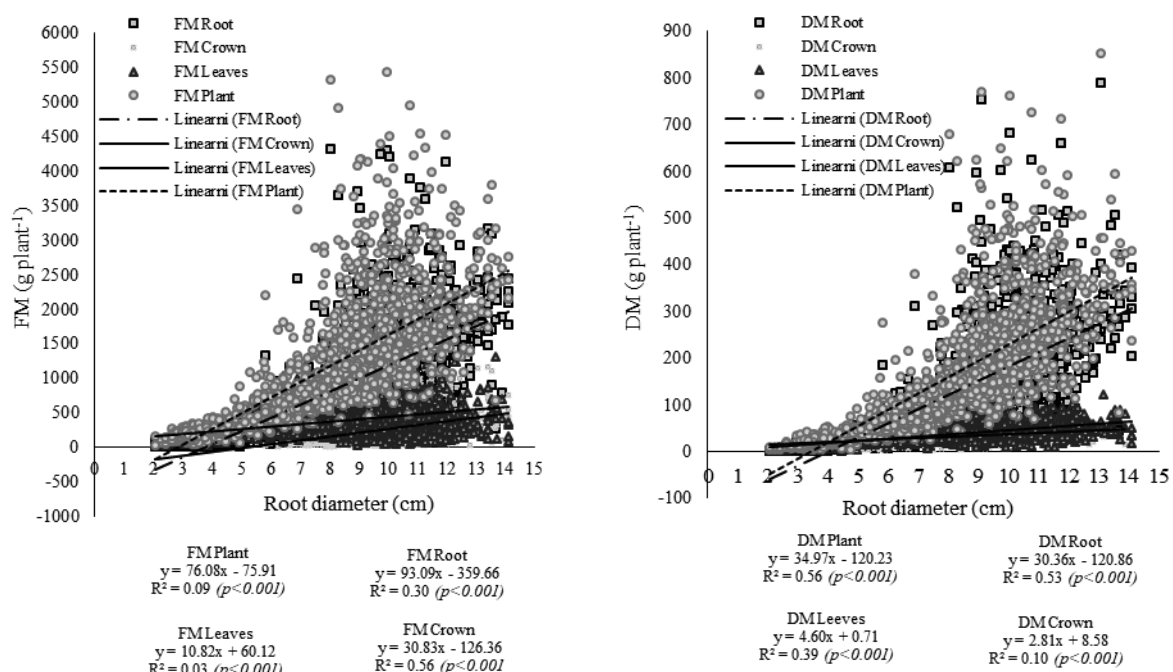 FM Root
FM Crown
FM Leaves
FM Plant
Linearni (FM Root)
Linearni (FM Crown)
Linearni (FM Leaves)
Linearni (FM Plant)
6000
5500
5000
4500
4000
3500
3000
2500
2000
1500
1000
500
0
-500
-1000
FM (g plant-1)
0 1 2 3 4 5 6 7 8 9 10 11 12 13 14 15
Root diameter (cm)
FM Plant
y = 76.08x - 75.91
R² = 0.09 (p<0.001)
FM Root
y = 93.09x - 359.66
R² = 0.30 (p<0.001)
FM Leaves
y = 10.82x + 60.12
R² = 0.03 (p<0.001)
FM Crown
y = 30.83x - 126.36
R² = 0.56 (p<0.001
DM Root
DM Crown
DM Leaves
DM Plant
Linearni (DM Root)
Linearni (DM Crown)
Linearni (DM Leaves)
Linearni (DM Plant)
900
800
700
600
500
400
300
200
100
0
-100
DM (g plant-1)
0 1 2 3 4 5 6 7 8 9 10 11 12 13 14 15
Root diameter (cm)
DM Plant
y = 34.97x - 120.23
R² = 0.56 (p<0.001)
DM Root
y = 30.36x - 120.86
R² = 0.53 (p<0.001)
DM Leeves
y = 4.60x + 0.71
R² = 0.39 (p<0.001)
DM Crown
y = 2.81x + 8.58
R² = 0.10 (p<0.001)